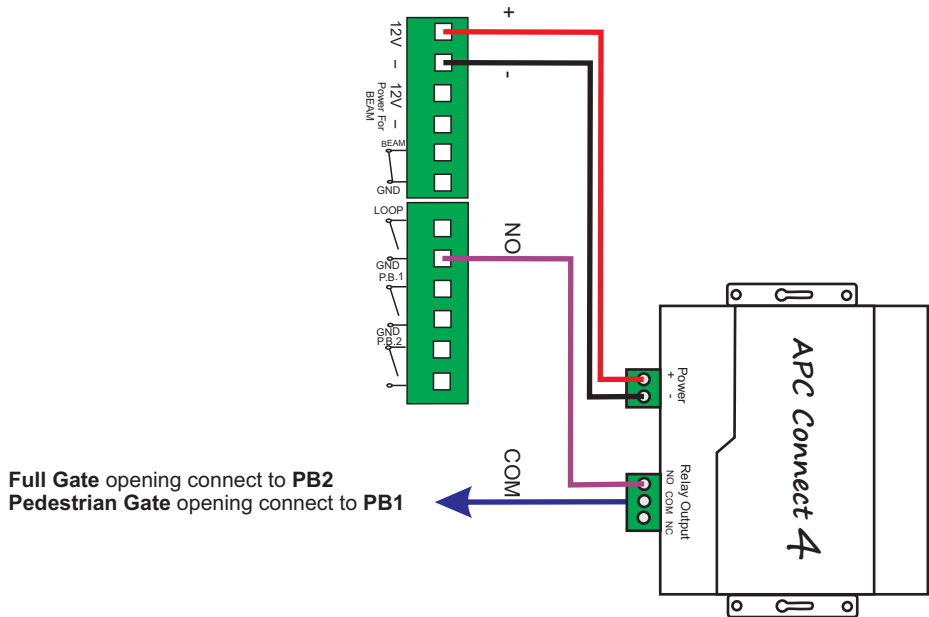 +
12V
–
-
12V
–
Power For
BEAM
BEAM
GND
LOOP
NO
GND
P.B.1
GND
P.B.2
Power
+
-
APC Connect 4
COM
Relay Output
NO COM NC
Full Gate opening connect to PB2
Pedestrian Gate opening connect to PB1